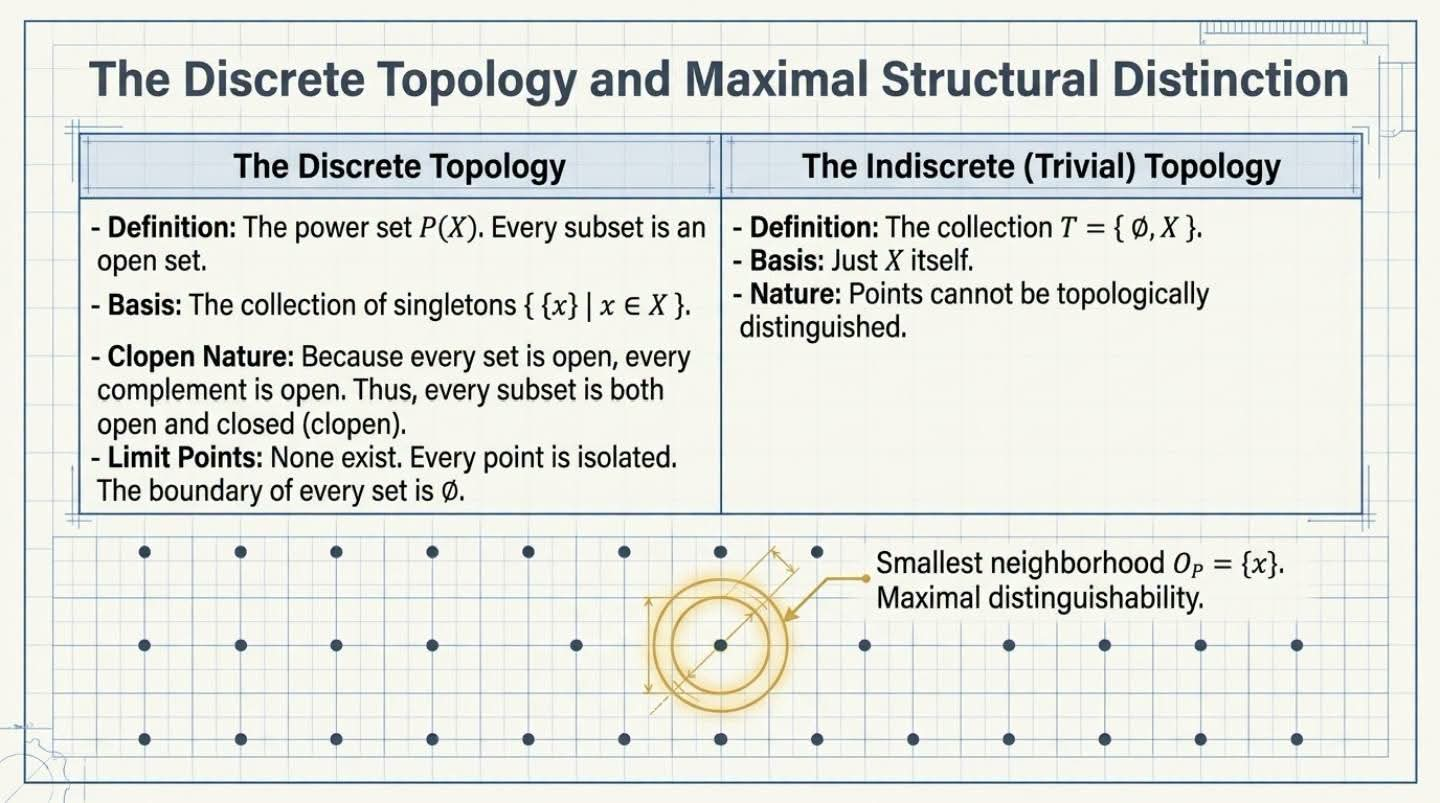 The Discrete Topology and Maximal Structural Distinction
The Discrete Topology
- Definition: The power set P(X). Every subset is an
open set.
- Basis: The collection of singletons { {x} | x ∈ X }.
- Clopen Nature: Because every set is open, every
complement is open. Thus, every subset is both
open and closed (clopen).
- Limit Points: None exist. Every point is isolated.
The boundary of every set is ∅.
The Indiscrete (Trivial) Topology
- Definition: The collection T = { ∅, X }.
- Basis: Just X itself.
- Nature: Points cannot be topologically
distinguished.
Smallest neighborhood O_P = {x}.
Maximal distinguishability.